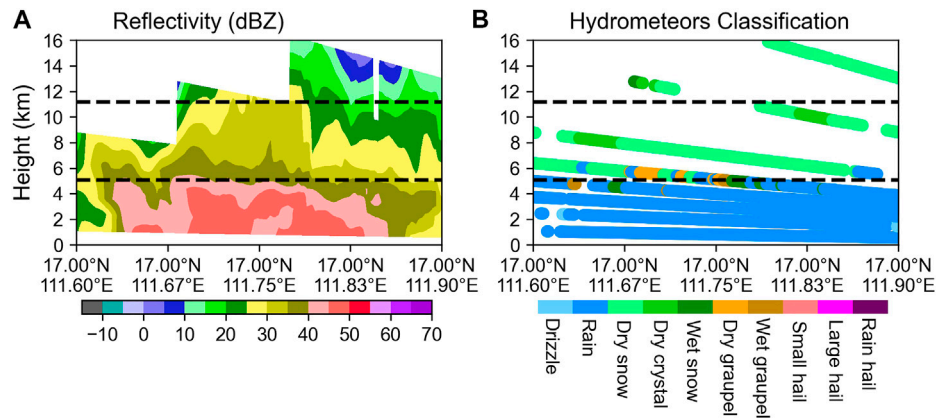 A Reflectivity (dBZ)
Height (km)
16
14
12
10
8
6
4
2
0
17.00°N 17.00°N 17.00°N 17.00°N 17.00°N
111.60°E 111.67°E 111.75°E 111.83°E 111.90°E
−10 0 10 20 30 40 50 60 70
B Hydrometeors Classification
16
14
12
10
8
6
4
2
0
17.00°N 17.00°N 17.00°N 17.00°N 17.00°N
111.60°E 111.67°E 111.75°E 111.83°E 111.90°E
Drizzle
Rain
Dry snow
Dry crystal
Wet snow
Dry graupel
Wet graupel
Small hail
Large hail
Rain hail